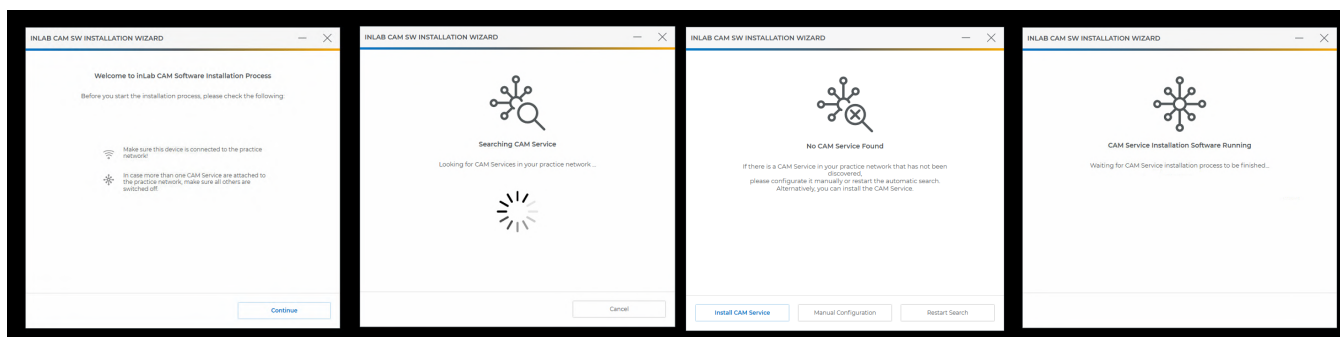 INLAB CAM SW INSTALLATION WIZARD
Welcome to inLab CAM Software Installation Process
Before you start the installation process, please check the following:
Make sure this device is connected to the practice
network!
In case more than one CAM Service are attached to
the practice network, make sure all others are
switched off!
Continue
INLAB CAM SW INSTALLATION WIZARD
Searching CAM Service
Looking for CAM Services in your practice network ...
Cancel
INLAB CAM SW INSTALLATION WIZARD
No CAM Service Found
If there is a CAM Service in your practice network that has not been
discovered,
please configure it manually or restart the automatic search.
Alternatively, you can install the CAM Service.
Install CAM Service
Manual Configuration
Restart Search
INLAB CAM SW INSTALLATION WIZARD
CAM Service Installation Software Running
Waiting for CAM Service installation process to be finished...